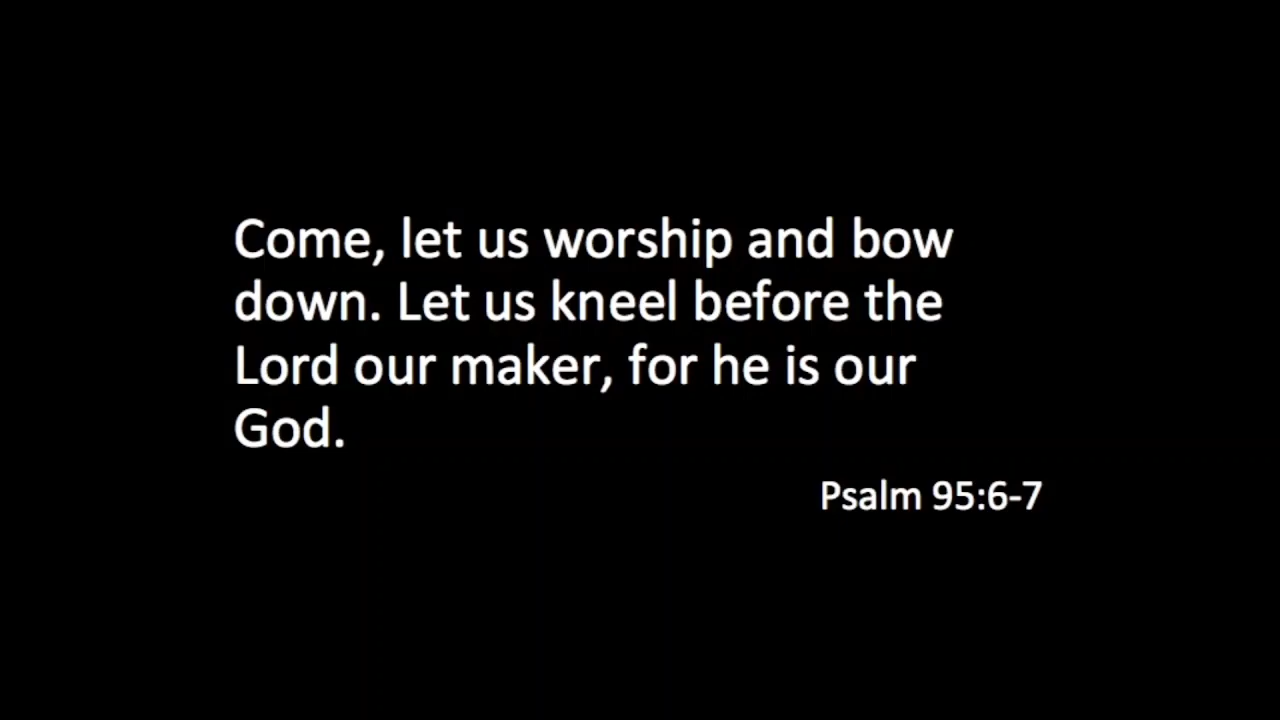 Come, let us worship and bow
down. Let us kneel before the
Lord our maker, for he is our
God.
Psalm 95:6-7